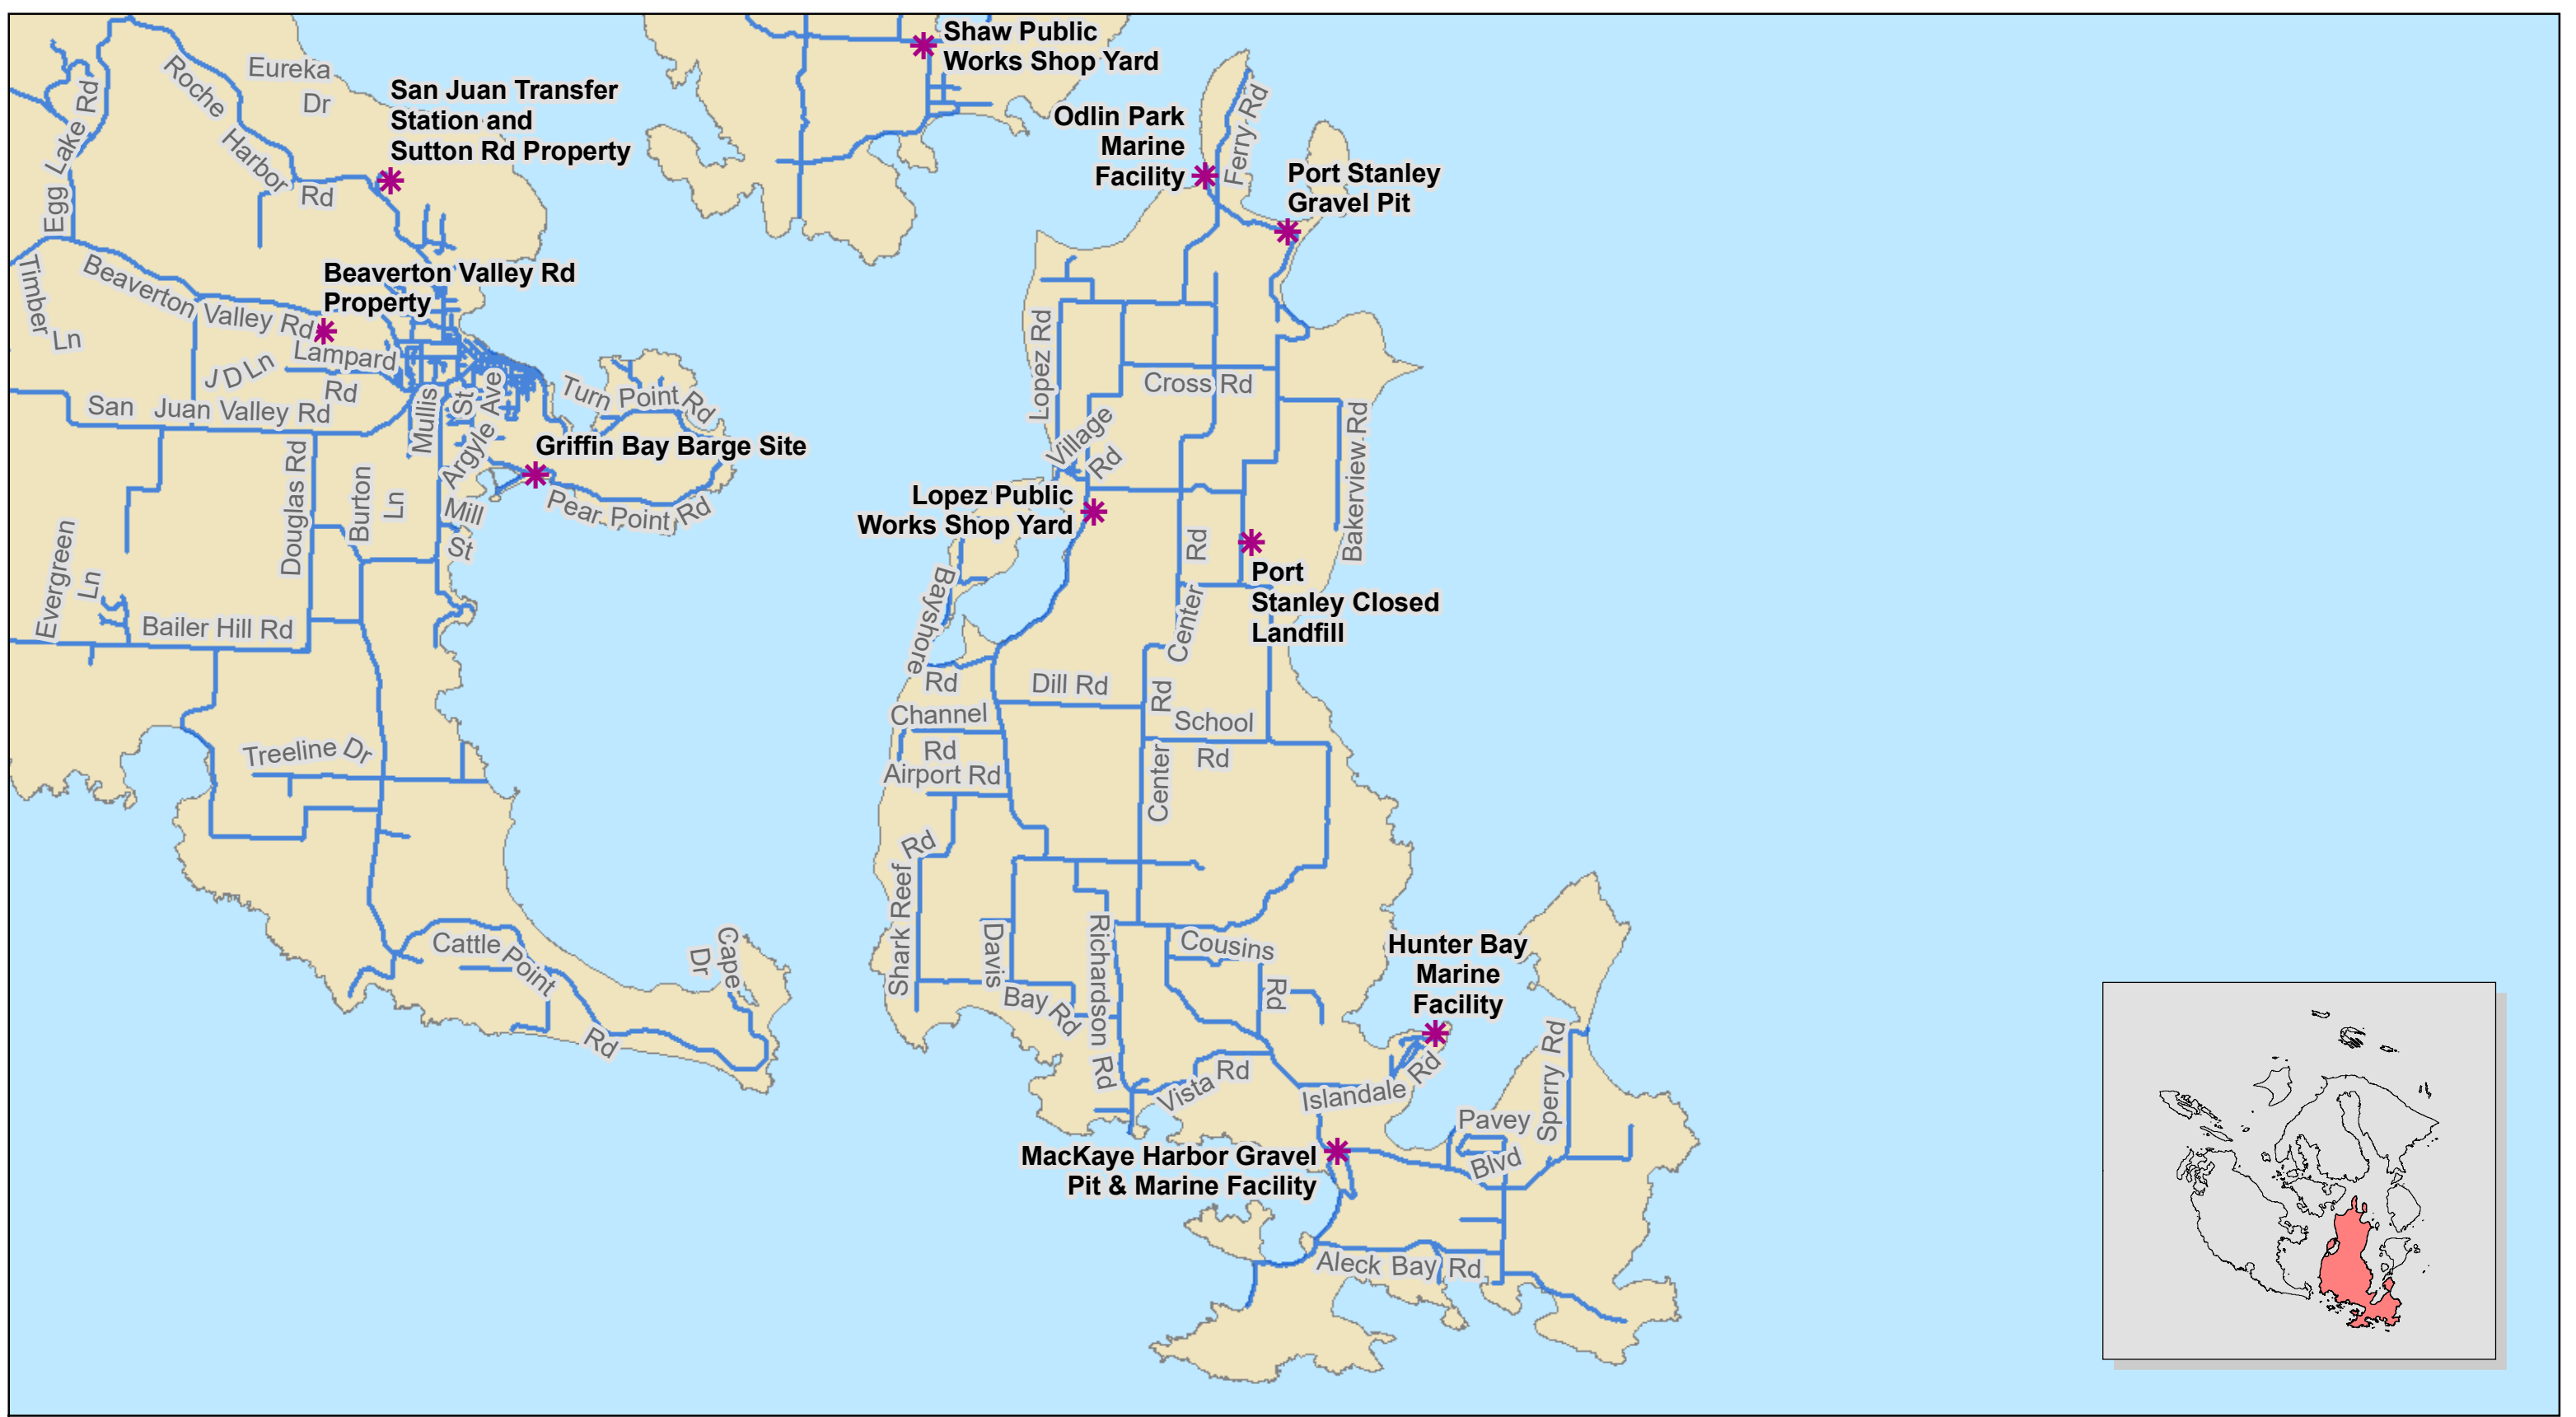 Shaw Public
Works Shop Yard
Eureka
Dr
Roche
Harbor
Rd
Egg Lake Rd
San Juan Transfer
Station and
Sutton Rd Property
Odlin Park
Marine
Facility
Ferry Rd
Port Stanley
Gravel Pit
Timber
Ln
Beaverton Valley Rd
Beaverton Valley Rd
Property
Lampard
Rd
J D Ln
San Juan Valley Rd
Mullis
St
Argyle Ave
Turn Point Rd
Griffin Bay Barge Site
Pear Point Rd
Mill
St
Douglas Rd
Burton
Ln
Evergreen
Ln
Bailer Hill Rd
Treeline Dr
Cattle Point
Rd
Cape
Dr
Lopez Rd
Cross Rd
Village
Rd
Bakerview Rd
Lopez Public
Works Shop Yard
Port
Stanley Closed
Landfill
Center
Rd
Bayshore
Rd
Dill Rd
Center
Rd
School
Rd
Channel
Rd
Airport Rd
Shark Reef
Rd
Davis
Bay Rd
Richardson Rd
Cousins
Rd
Hunter Bay
Marine
Facility
Vista Rd
Islandale Rd
Sperry Rd
Pavey
Blvd
MacKaye Harbor Gravel
Pit & Marine Facility
Aleck Bay Rd